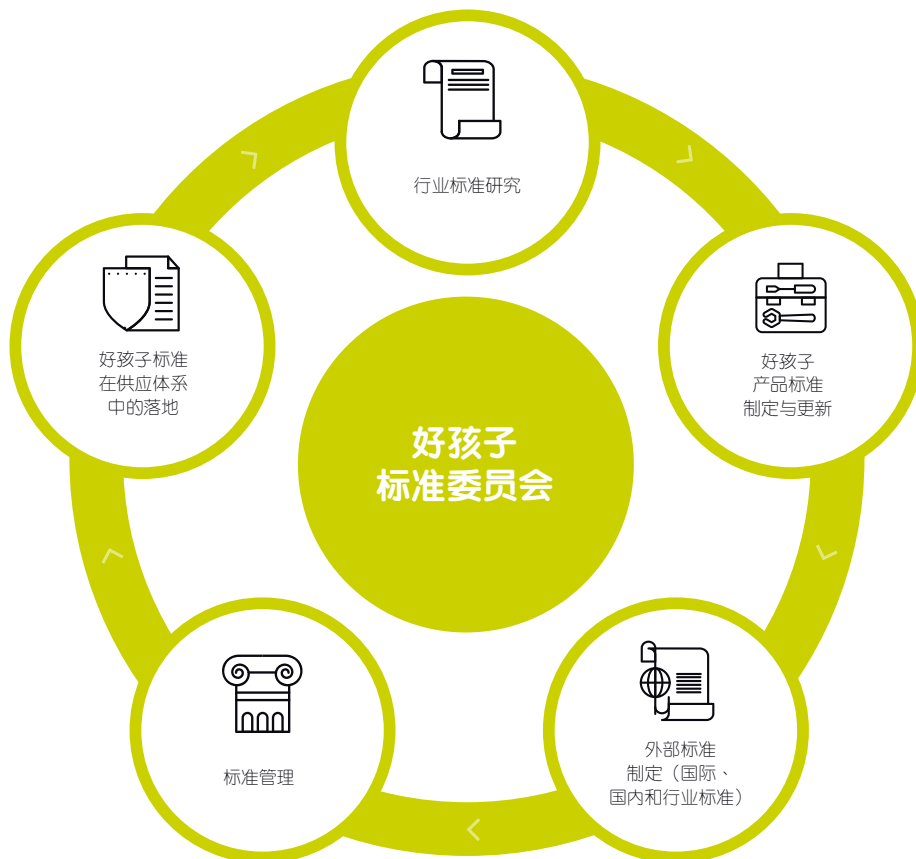 行业标准研究
好孩子
产品标准
制定与更新
外部标准
制定（国际、
国内和行业标准）
标准管理
好孩子标准
在供应体系
中的落地
好孩子
标准委员会